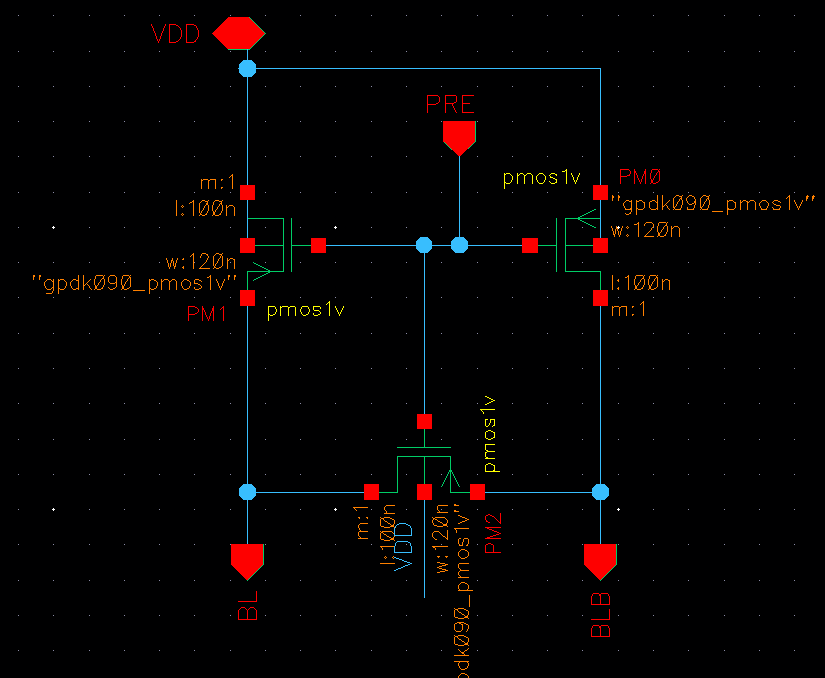 VDD
PRE
m:1
l:100n
w:120n
"gpdk090_pmos1v"
PM1
pmos1v
pmos1v
PM0
"gpdk090_pmos1v"
w:120n
l:100n
m:1
pmos1v
m:1
l:100n
VDD
w:120n
pdk090_pmos1v"
PM2
BL
BLB